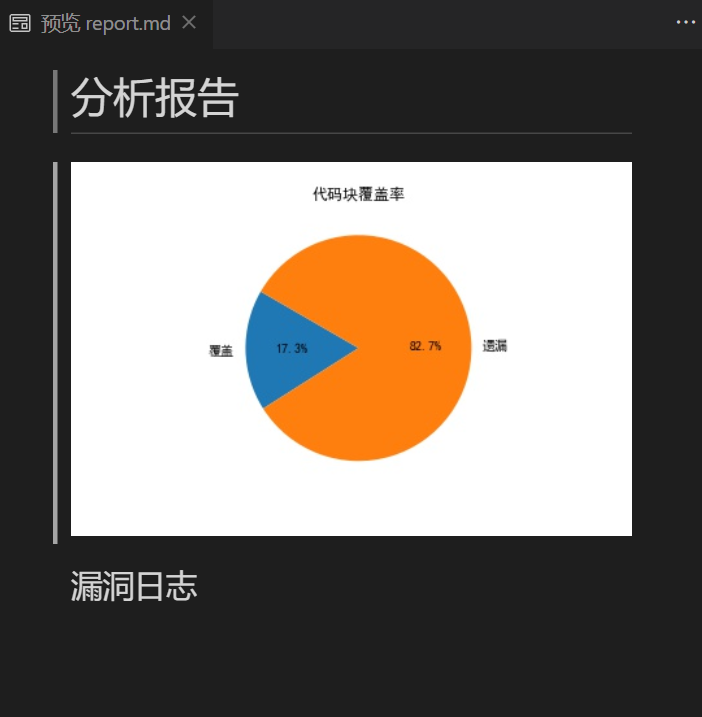 预览 report.md
分析报告
代码块覆盖率
覆盖
17.3%
82.7%
遗漏
漏洞日志